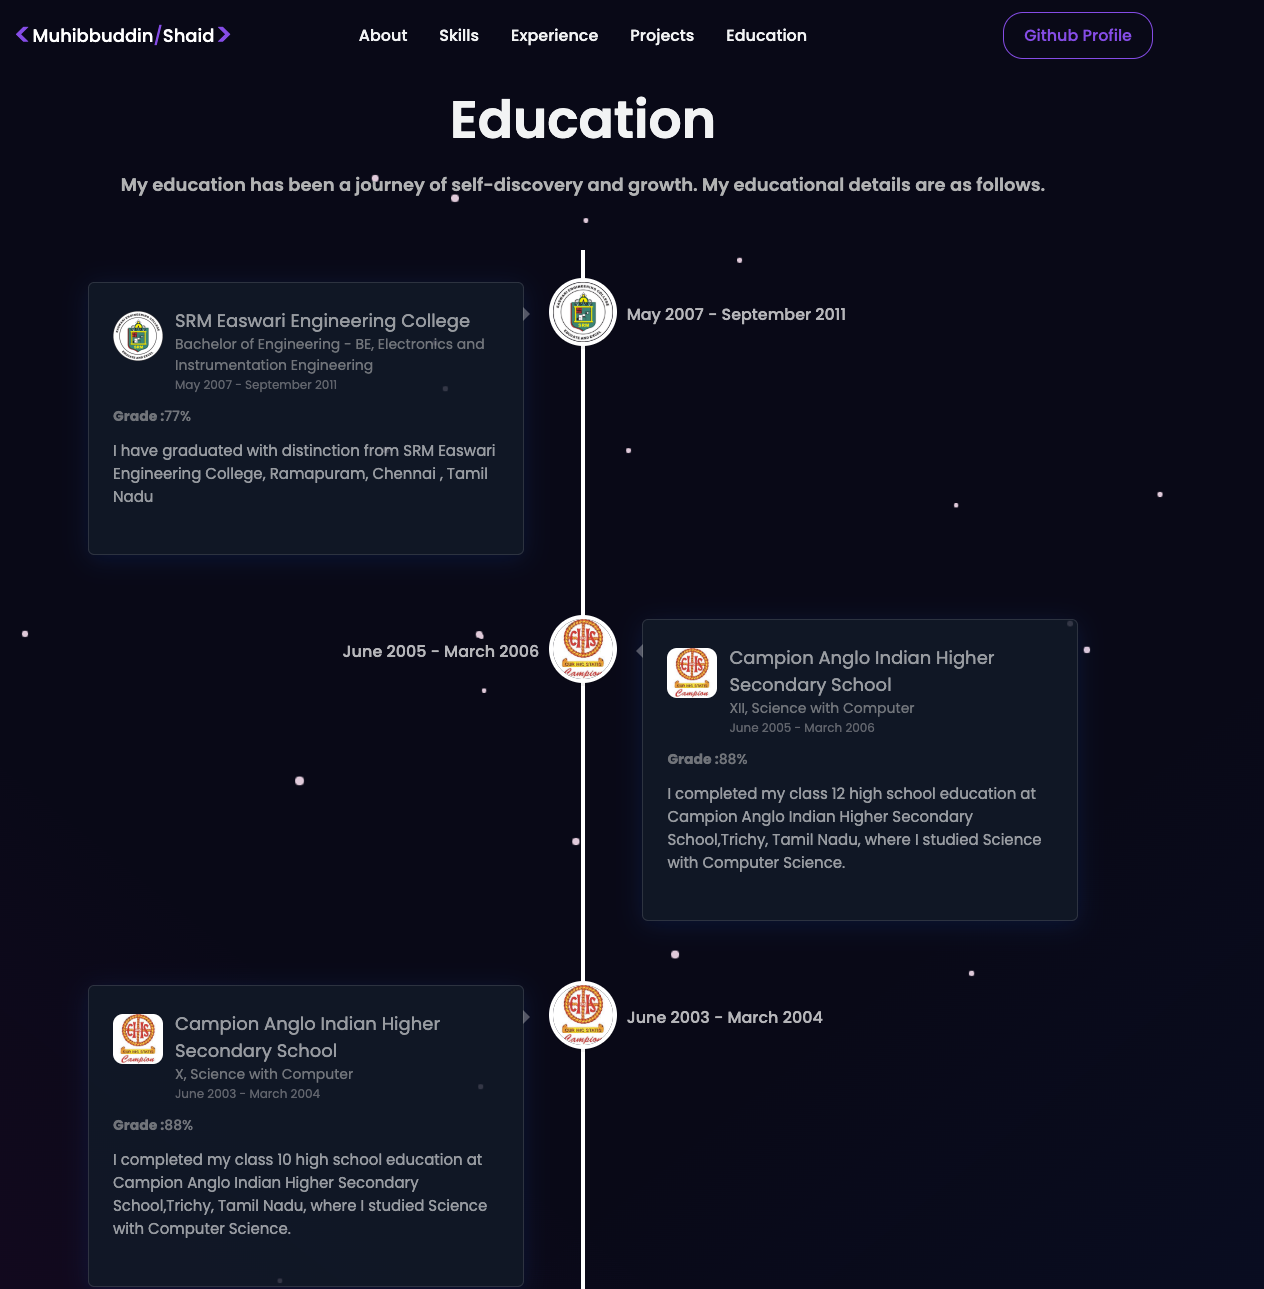 <Muhibbuddin/Shaid>
About Skills Experience Projects Education
Github Profile
Education
My education has been a journey of self-discovery and growth. My educational details are as follows.
SRM Easwari Engineering College
Bachelor of Engineering - BE, Electronics and
Instrumentation Engineering
May 2007 - September 2011
Grade :77%
I have graduated with distinction from SRM Easwari
Engineering College, Ramapuram, Chennai , Tamil
Nadu
May 2007 - September 2011
June 2005 - March 2006
Campion Anglo Indian Higher
Secondary School
XII, Science with Computer
June 2005 - March 2006
Grade :88%
I completed my class 12 high school education at
Campion Anglo Indian Higher Secondary
School,Trichy, Tamil Nadu, where I studied Science
with Computer Science.
Campion Anglo Indian Higher
Secondary School
X, Science with Computer
June 2003 - March 2004
Grade :88%
I completed my class 10 high school education at
Campion Anglo Indian Higher Secondary
School,Trichy, Tamil Nadu, where I studied Science
with Computer Science.
June 2003 - March 2004